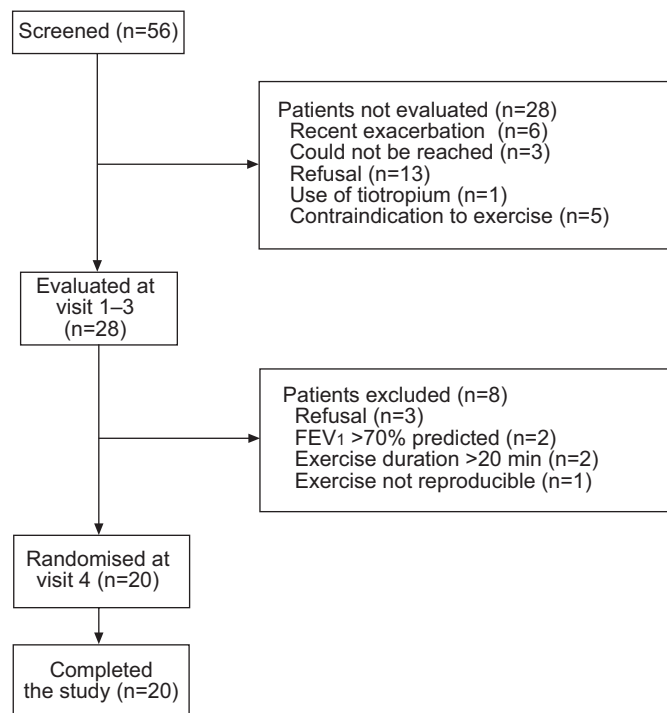 Screened (n=56)
Patients not evaluated (n=28)
Recent exacerbation (n=6)
Could not be reached (n=3)
Refusal (n=13)
Use of tiotropium (n=1)
Contraindication to exercise (n=5)
Evaluated at
visit 1–3
(n=28)
Patients excluded (n=8)
Refusal (n=3)
FEV1 >70% predicted (n=2)
Exercise duration >20 min (n=2)
Exercise not reproducible (n=1)
Randomised at
visit 4 (n=20)
Completed
the study (n=20)